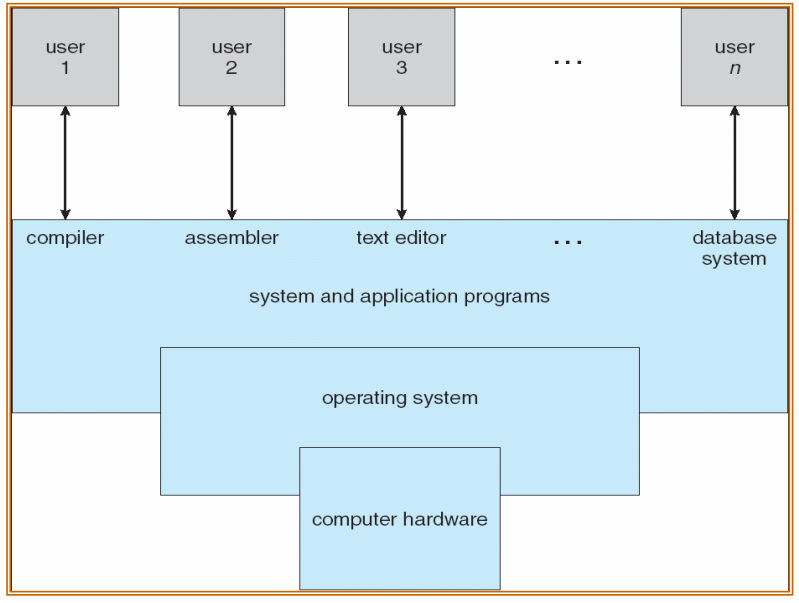 user
1
user
2
user
3
...
user
n
compiler
assembler
text editor
...
database
system
system and application programs
operating system
computer hardware